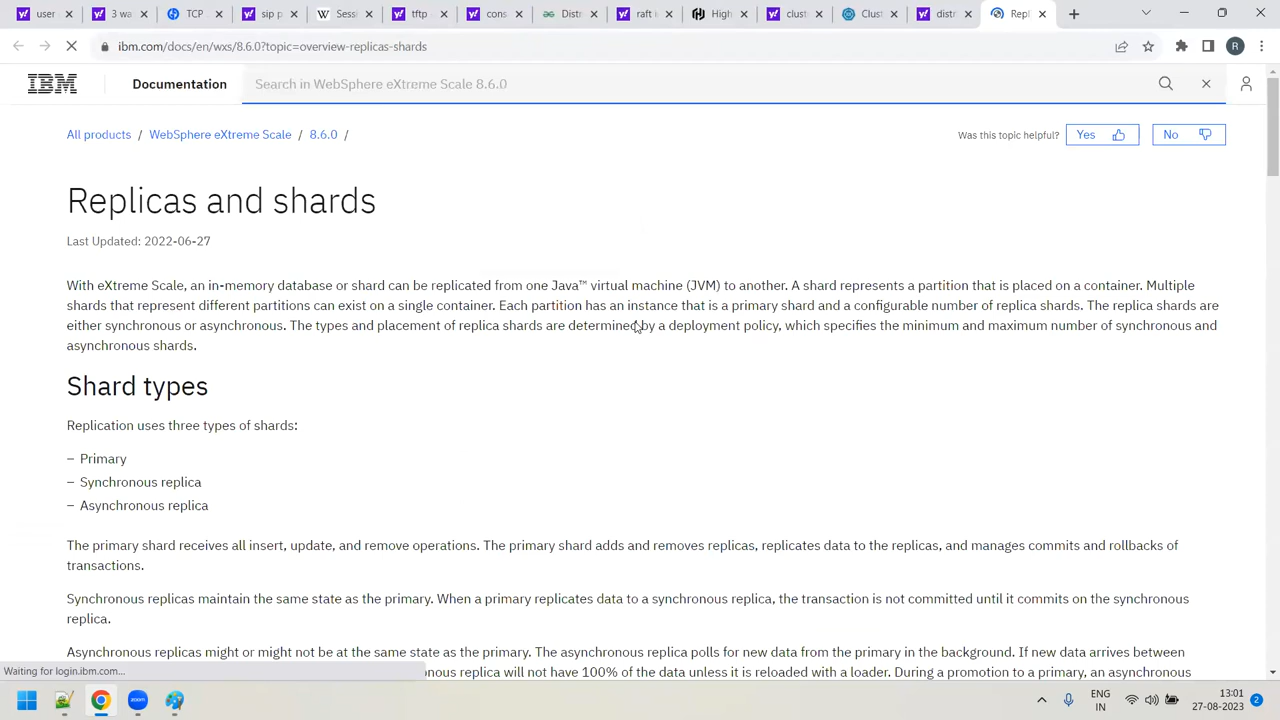 user
3 wa
TCP
sip p
Sess
tftp
cons
Distr
raft i
High
clust
Clust
distr
Repl
ibm.com/docs/en/wxs/8.6.0?topic=overview-replicas-shards
R
IBM
Documentation
Search in WebSphere eXtreme Scale 8.6.0
All products / WebSphere eXtreme Scale / 8.6.0 /
Was this topic helpful? Yes No
Replicas and shards
Last Updated: 2022-06-27
With eXtreme Scale, an in-memory database or shard can be replicated from one Java™ virtual machine (JVM) to another. A shard represents a partition that is placed on a container. Multiple
shards that represent different partitions can exist on a single container. Each partition has an instance that is a primary shard and a configurable number of replica shards. The replica shards are
either synchronous or asynchronous. The types and placement of replica shards are determined by a deployment policy, which specifies the minimum and maximum number of synchronous and
asynchronous shards.
Shard types
Replication uses three types of shards:
– Primary
– Synchronous replica
– Asynchronous replica
The primary shard receives all insert, update, and remove operations. The primary shard adds and removes replicas, replicates data to the replicas, and manages commits and rollbacks of
transactions.
Synchronous replicas maintain the same state as the primary. When a primary replicates data to a synchronous replica, the transaction is not committed until it commits on the synchronous
replica.
Asynchronous replicas might or might not be at the same state as the primary. The asynchronous replica polls for new data from the primary in the background. If new data arrives between
Waiting for login.ibm.com...
onous replica will not have 100% of the data unless it is reloaded with a loader. During a promotion to a primary, an asynchronous
ENG
IN
13:01
27-08-2023
2